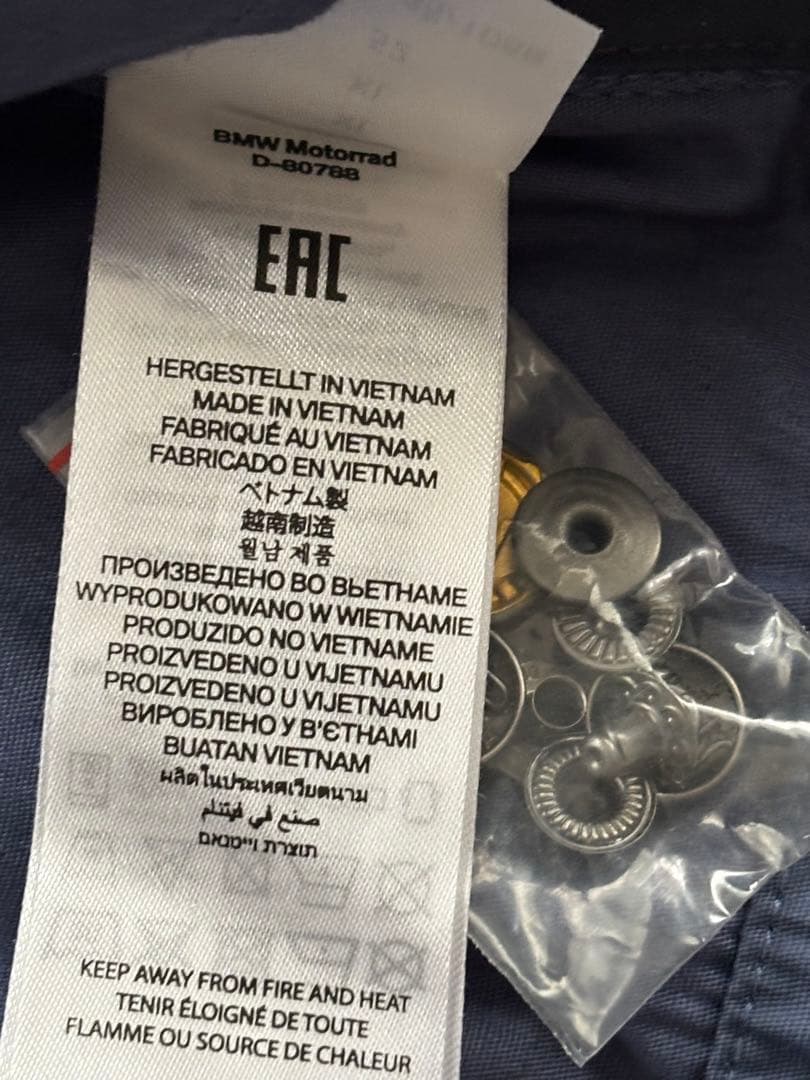 BMW Motorrad
D-80788
EAC
HERGESTELLT IN VIETNAM
MADE IN VIETNAM
FABRIQUÉ AU VIETNAM
FABRICADO EN VIETNAM
ベトナム製
越南制造
월남 제품
ПРОИЗВЕДЕНО ВО ВЬЕТНАМЕ
WYPRODUKOWANO W WIETNAMIE
PRODUZIDO NO VIETNAME
PROIZVEDENO U VIJETNAMU
PROIZVEDENO U VIJETNAMU
ВИРОБЛЕНО У В'ЄТНАМІ
BUATAN VIETNAM
ผลิตในประเทศเวียดนาม
صنع في فيتنام
תוצרת וייטנאם
KEEP AWAY FROM FIRE AND HEAT
TENIR ÉLOIGNÉ DE TOUTE
FLAMME OU SOURCE DE CHALEUR